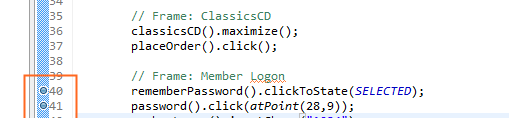 34
35 // Frame: ClassicsCD
36 classicsCD().maximize();
37 placeOrder().click();
38
39 // Frame: Member Logon
40 rememberPassword().clickToState(SELECTED);
41 password().click(atPoint(28,9));